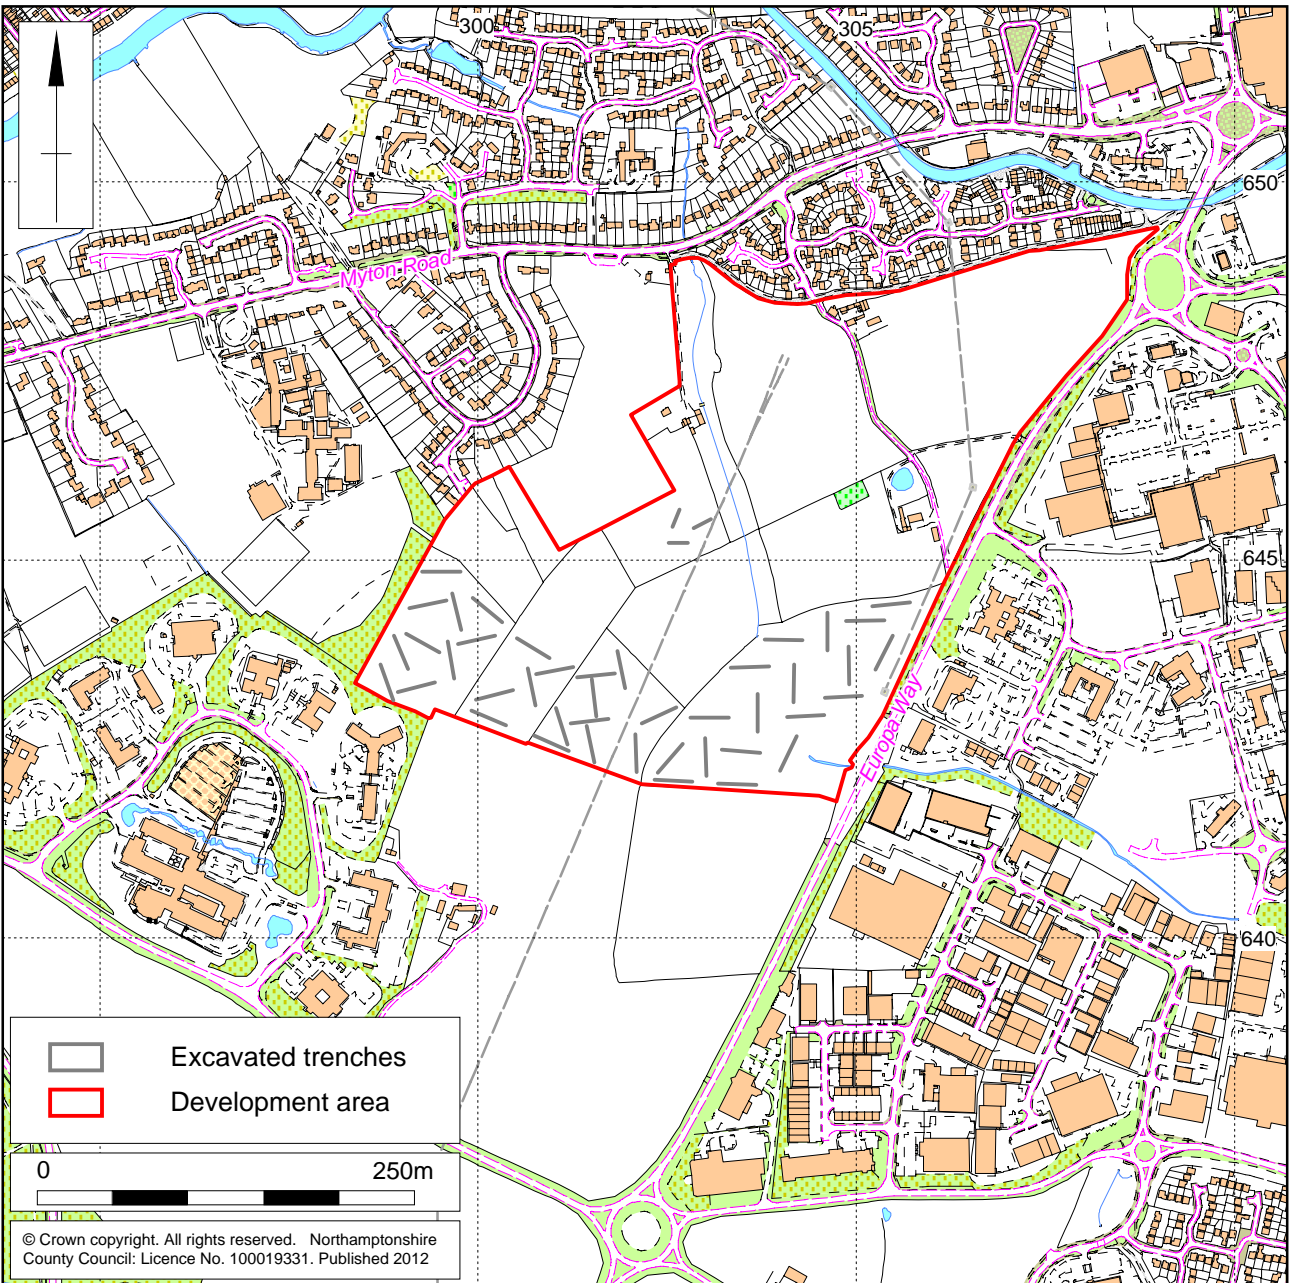 300
305
650
Myton Road
645
Europa Way
640
Excavated trenches
Development area
0 250m
© Crown copyright. All rights reserved. Northamptonshire
County Council: Licence No. 100019331. Published 2012